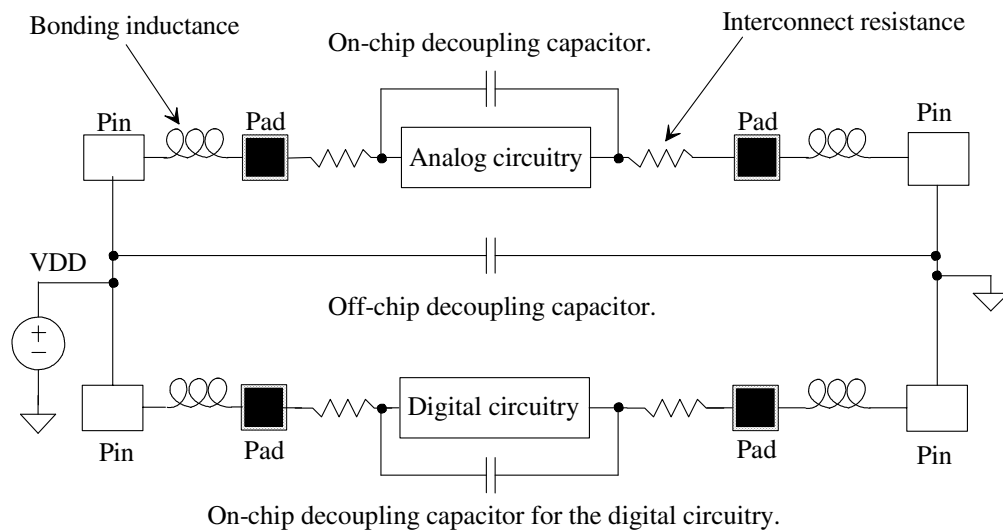 Bonding inductance
Interconnect resistance
On-chip decoupling capacitor.
Pin
Pad
Analog circuitry
Pad
Pin
VDD
Off-chip decoupling capacitor.
+
−
Digital circuitry
Pin
Pad
Pad
Pin
On-chip decoupling capacitor for the digital circuitry.